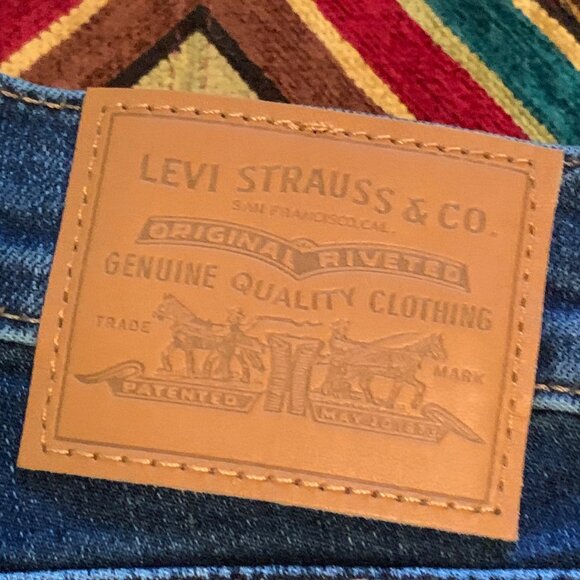 LEVI STRAUSS & CO.
SAN FRANCISCO, CAL.
ORIGINAL RIVETED
GENUINE QUALITY CLOTHING
TRADE MARK
PATENTED MAY 20 1873